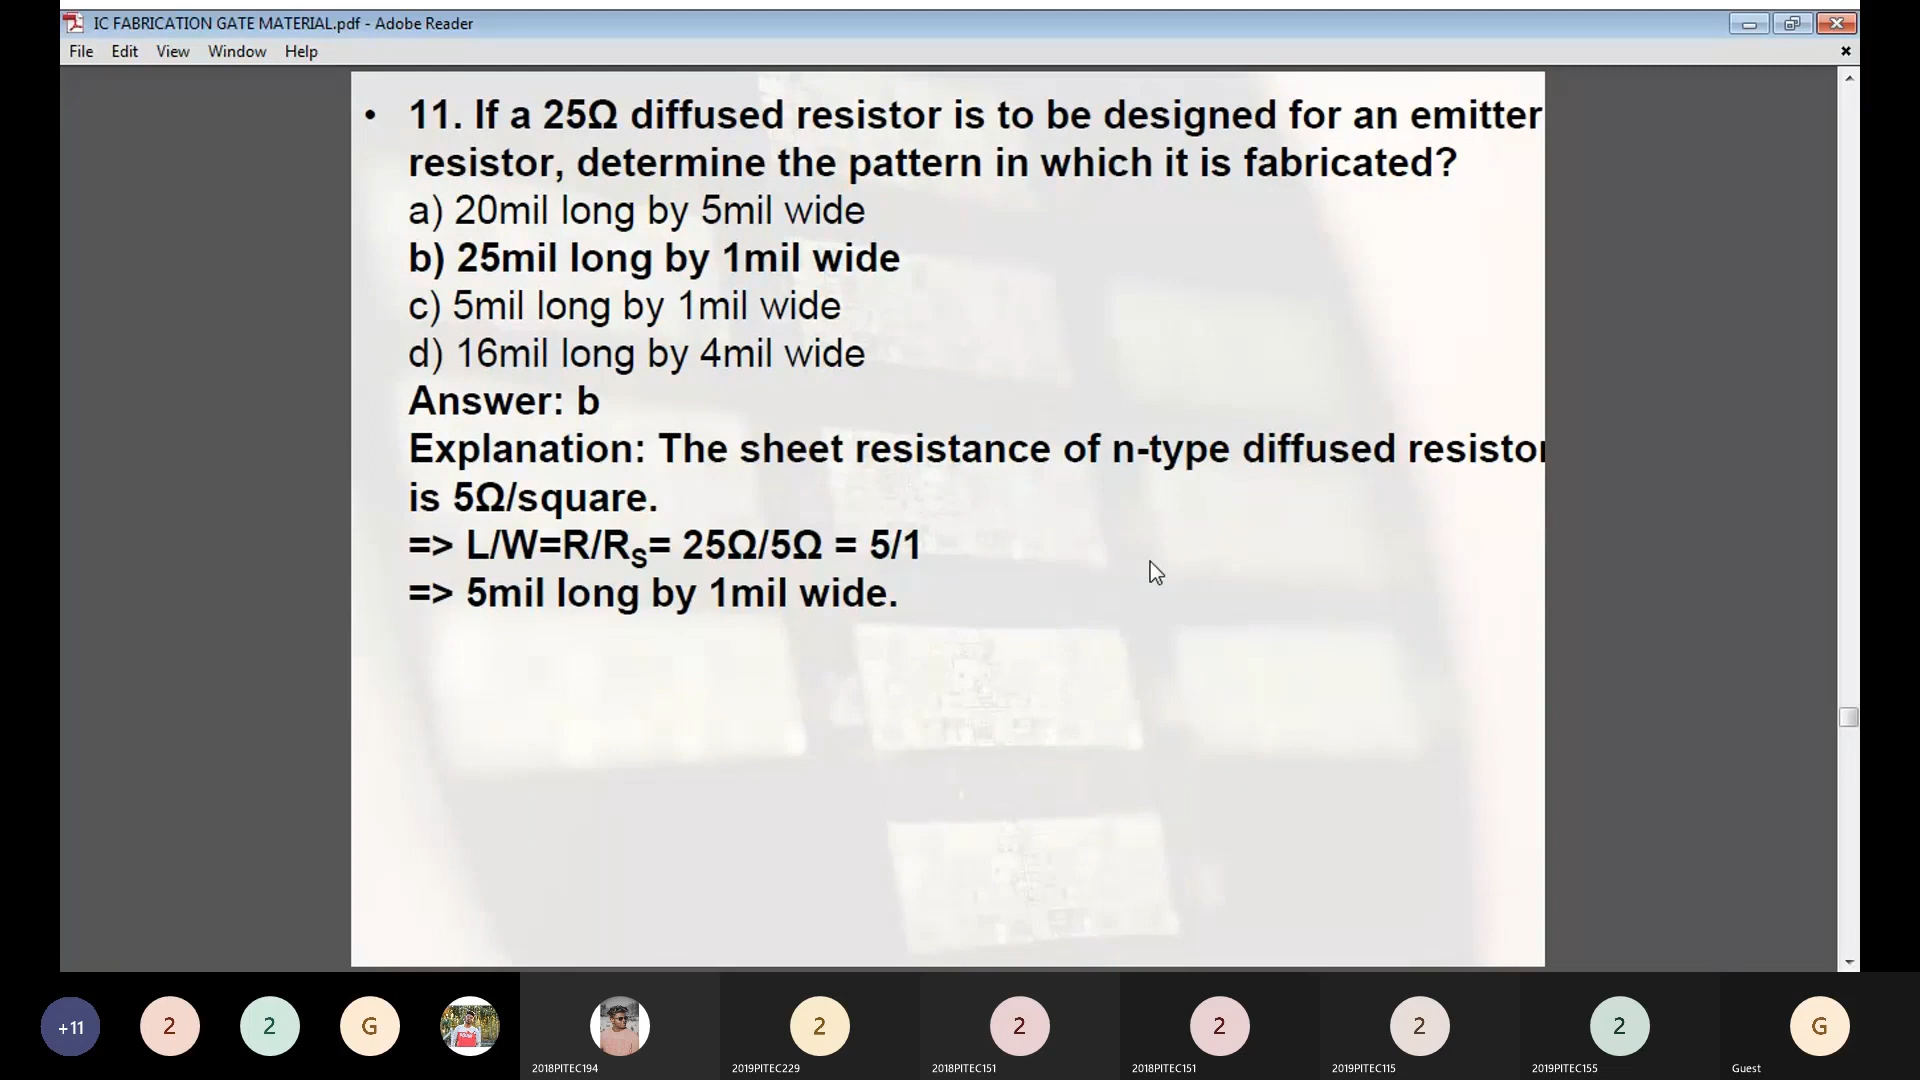 IC FABRICATION GATE MATERIAL.pdf - Adobe Reader
File Edit View Window Help
• 11. If a 25Ω diffused resistor is to be designed for an emitter
resistor, determine the pattern in which it is fabricated?
a) 20mil long by 5mil wide
b) 25mil long by 1mil wide
c) 5mil long by 1mil wide
d) 16mil long by 4mil wide
Answer: b
Explanation: The sheet resistance of n-type diffused resistor
is 5Ω/square.
=> L/W=R/RS= 25Ω/5Ω = 5/1
=> 5mil long by 1mil wide.
+11 2 2 G 2 2 2 2 2 G
2018PITEC194 2019PITEC229 2018PITEC151 2018PITEC151 2019PITEC115 2019PITEC155 Guest